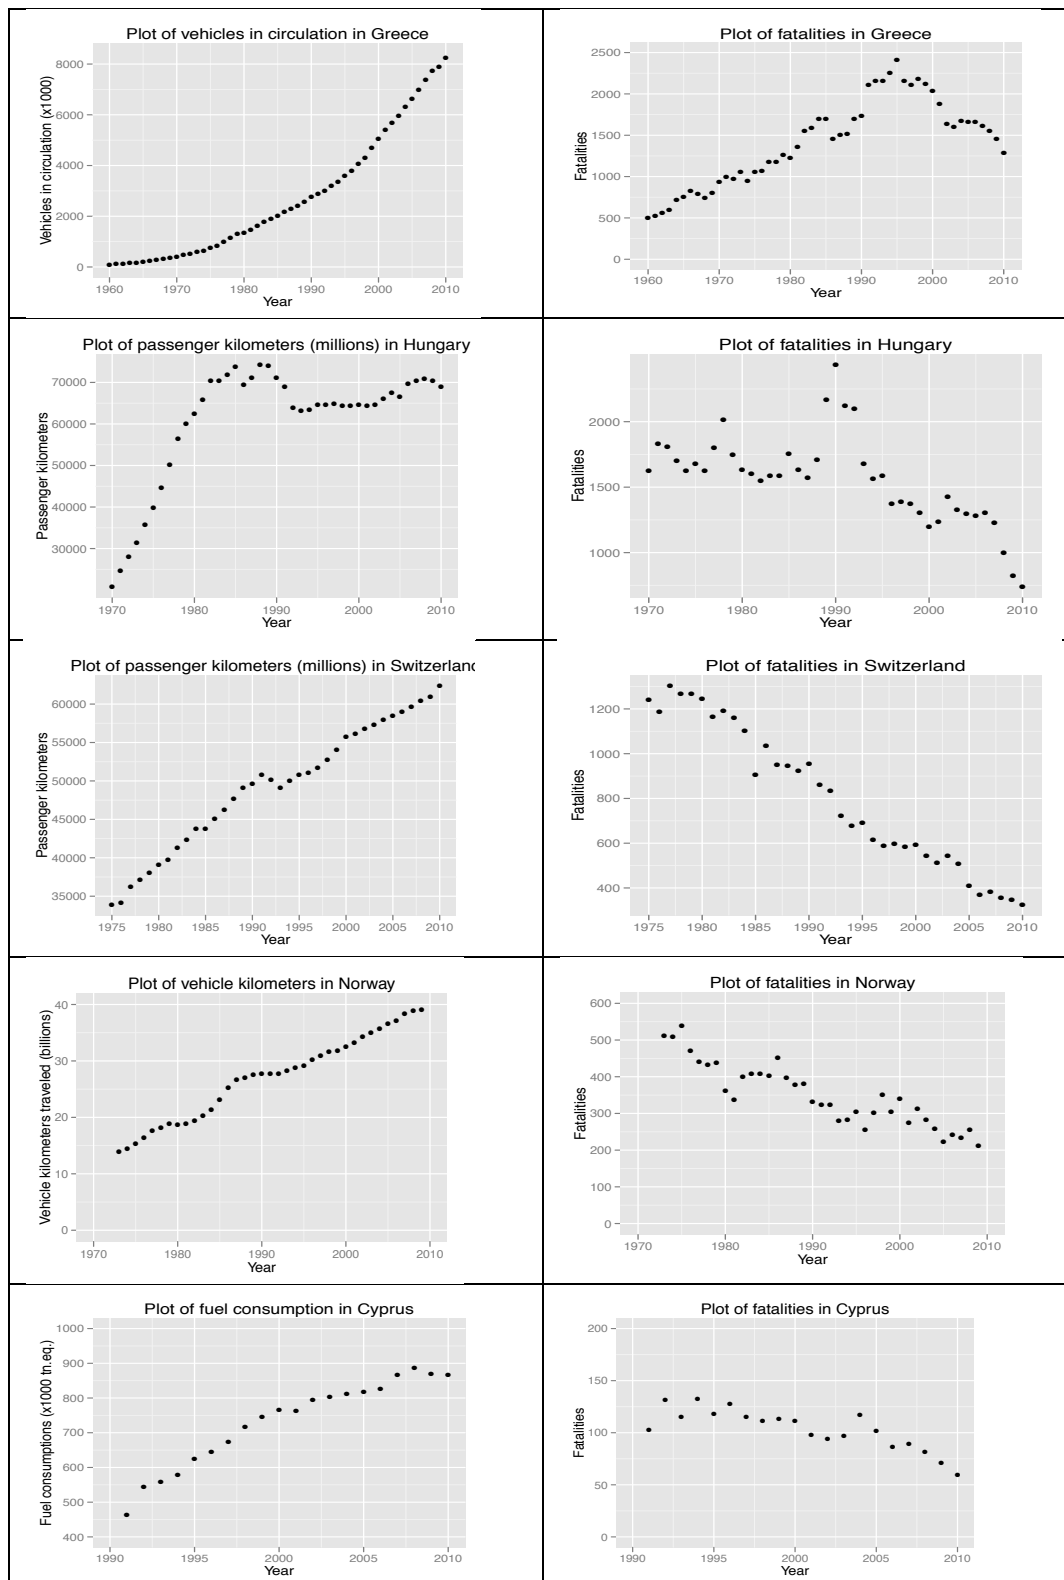 Plot of vehicles in circulation in Greece
Vehicles in circulation (x1000)
8000
6000
4000
2000
0
1960 1970 1980 1990 2000 2010
Year
Plot of fatalities in Greece
Fatalities
2500
2000
1500
1000
500
0
1960 1970 1980 1990 2000 2010
Year
Plot of passenger kilometers (millions) in Hungary
Passenger kilometers
70000
60000
50000
40000
30000
1970 1980 1990 2000 2010
Year
Plot of fatalities in Hungary
Fatalities
2000
1500
1000
1970 1980 1990 2000 2010
Year
Plot of passenger kilometers (millions) in Switzerlanc
Passenger kilometers
60000
55000
50000
45000
40000
35000
1975 1980 1985 1990 1995 2000 2005 2010
Year
Plot of fatalities in Switzerland
Fatalities
1200
1000
800
600
400
1975 1980 1985 1990 1995 2000 2005 2010
Year
Plot of vehicle kilometers in Norway
Vehicle kilometers traveled (billions)
40
30
20
10
0
1970 1980 1990 2000 2010
Year
Plot of fatalities in Norway
Fatalities
600
500
400
300
200
100
0
1970 1980 1990 2000 2010
Year
Plot of fuel consumption in Cyprus
Fuel consumptions (x1000 tn.eq.)
1000
900
800
700
600
500
400
1990 1995 2000 2005 2010
Year
Plot of fatalities in Cyprus
Fatalities
200
150
100
50
0
1990 1995 2000 2005 2010
Year